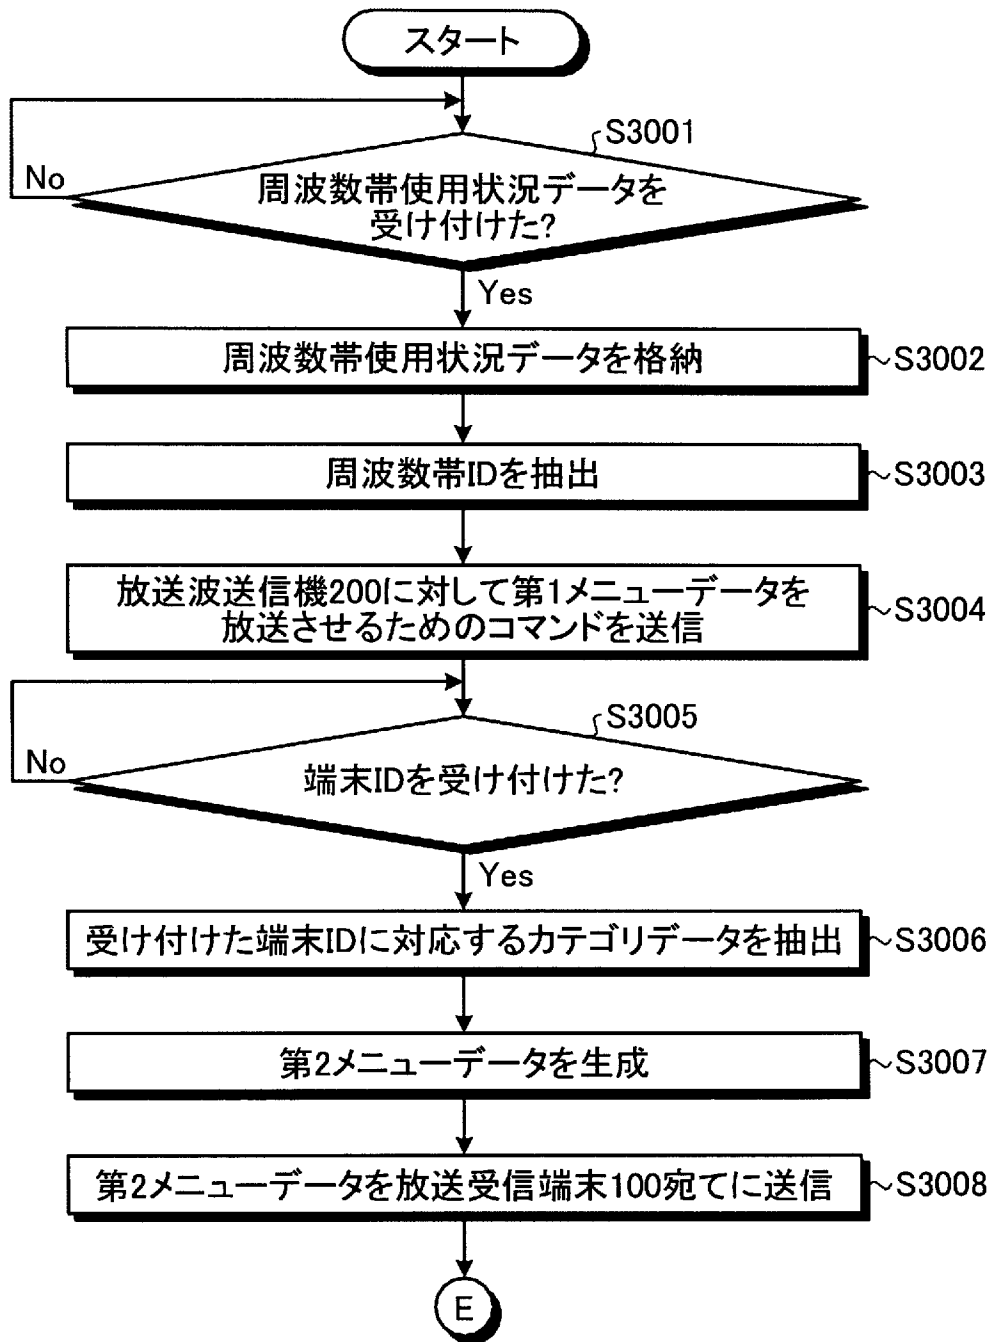 スタート
S3001
No
周波数帯使用状況データを
受け付けた?
Yes
周波数帯使用状況データを格納
S3002
周波数帯IDを抽出
S3003
放送波送信機200に対して第1メニューデータを
放送させるためのコマンドを送信
S3004
S3005
No
端末IDを受け付けた?
Yes
受け付けた端末IDに対応するカテゴリデータを抽出
S3006
第2メニューデータを生成
S3007
第2メニューデータを放送受信端末100宛てに送信
S3008
E